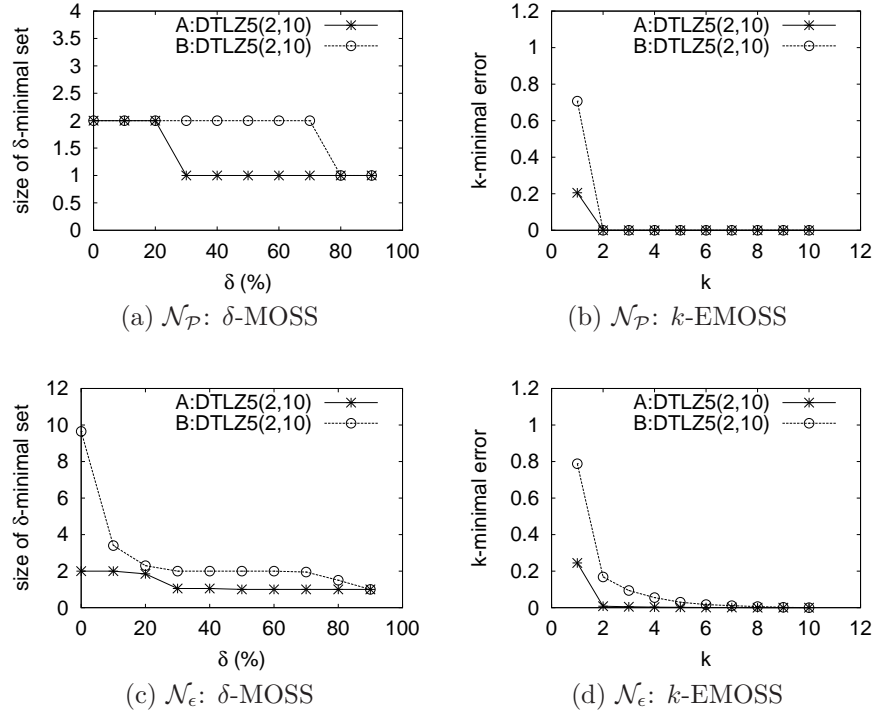 size of δ-minimal set
4
3.5
3
2.5
2
1.5
1
0.5
0
A:DTLZ5(2,10)
B:DTLZ5(2,10)
0 20 40 60 80 100
δ (%)
(a) 𝒩_𝒫: δ-MOSS
k-minimal error
1.2
1
0.8
0.6
0.4
0.2
0
A:DTLZ5(2,10)
B:DTLZ5(2,10)
0 2 4 6 8 10 12
k
(b) 𝒩_𝒫: k-EMOSS
size of δ-minimal set
12
10
8
6
4
2
0
A:DTLZ5(2,10)
B:DTLZ5(2,10)
0 20 40 60 80 100
δ (%)
(c) 𝒩_ϵ: δ-MOSS
k-minimal error
1.2
1
0.8
0.6
0.4
0.2
0
A:DTLZ5(2,10)
B:DTLZ5(2,10)
0 2 4 6 8 10 12
k
(d) 𝒩_ϵ: k-EMOSS